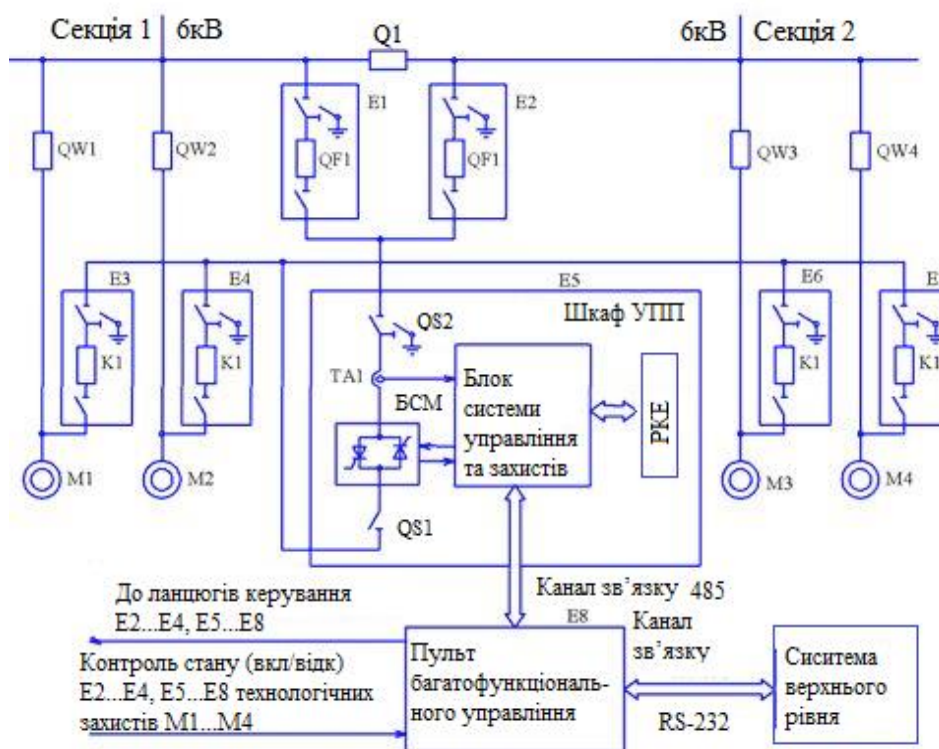 Секція 1
6кВ
Q1
6кВ
Секція 2
E1
E2
QW1
QW2
QF1
QF1
QW3
QW4
E3
E4
E5
E6
E
Шкаф УПП
QS2
K1
K1
TA1
БСМ
Блок
системи
управління
та захистів
РКЕ
K1
K1
M1
M2
M3
M4
QS1
Канал зв’язку 485
До ланцюгів керування
E2...E4, E5...E8
E8
Канал
зв’язку
Контроль стану (вкл/відк)
E2...E4, E5...E8 технологічних
захистів M1...M4
Пульт
багатофункціональ-
ного управління
RS-232
Сиситема
верхнього
рівня